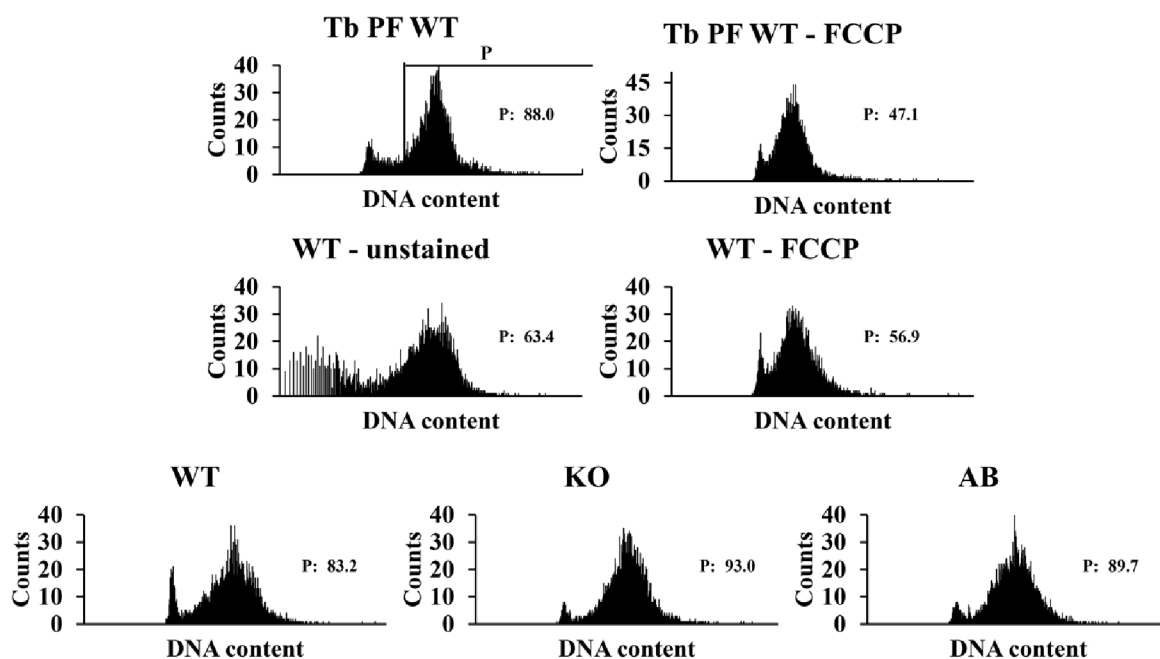 Tb PF WT
Tb PF WT - FCCP
P
40
30
20
10
0
Counts
P: 88.0
DNA content
45
30
15
0
Counts
P: 47.1
DNA content
WT - unstained
WT - FCCP
40
30
20
10
0
Counts
P: 63.4
DNA content
40
30
20
10
0
Counts
P: 56.9
DNA content
WT
KO
AB
40
30
20
10
0
Counts
P: 83.2
DNA content
40
30
20
10
0
Counts
P: 93.0
DNA content
40
30
20
10
0
Counts
P: 89.7
DNA content